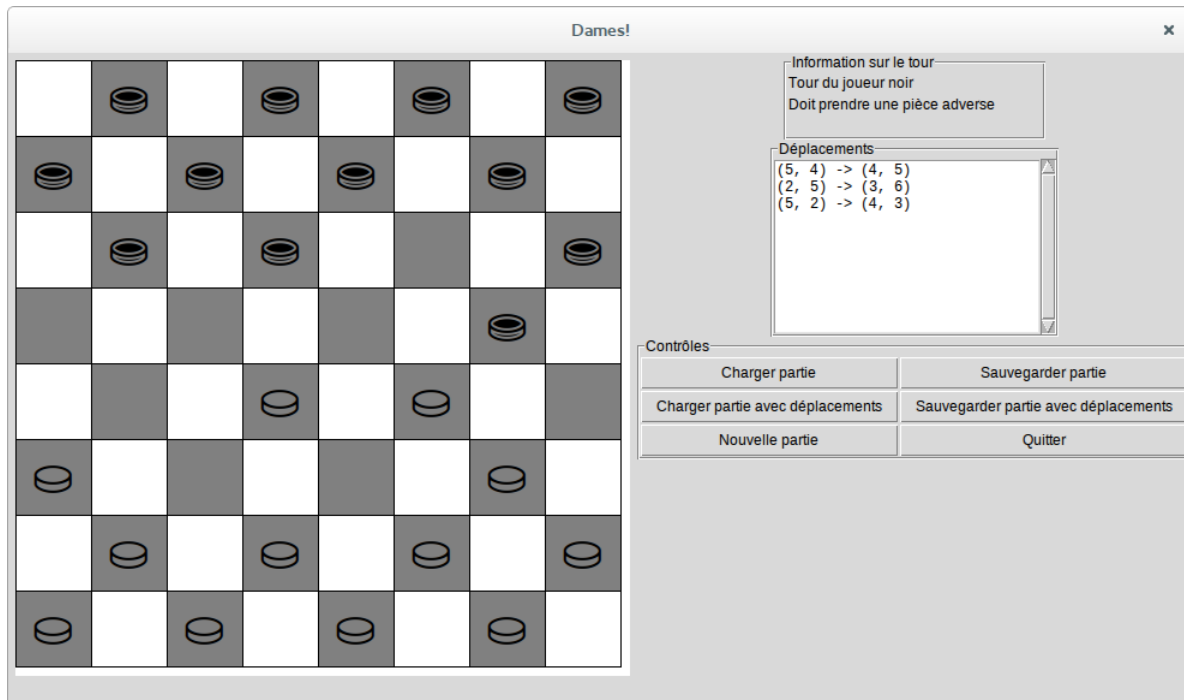 Dames!
Information sur le tour
Tour du joueur noir
Doit prendre une pièce adverse
Déplacements
(5, 4) -> (4, 5)
(2, 5) -> (3, 6)
(5, 2) -> (4, 3)
Contrôles
Charger partie
Sauvegarder partie
Charger partie avec déplacements
Sauvegarder partie avec déplacements
Nouvelle partie
Quitter